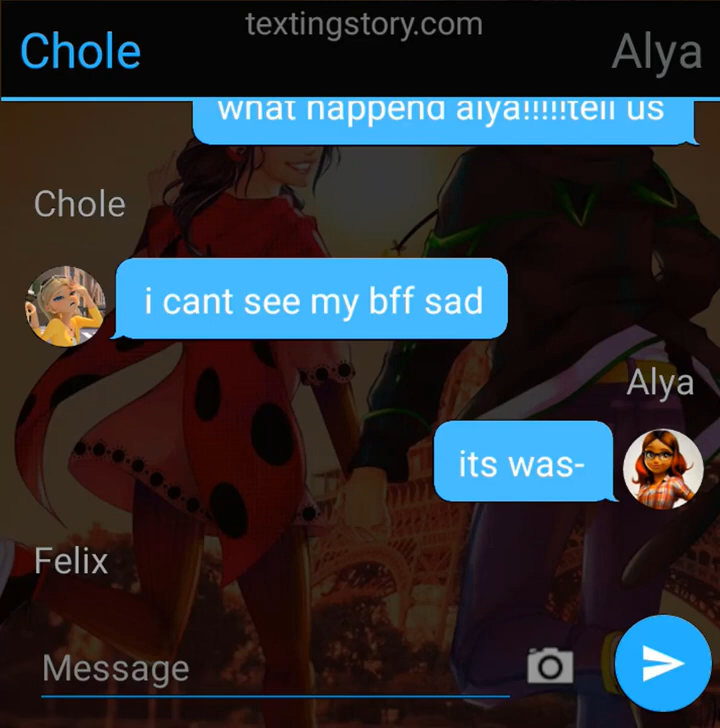 textingstory.com
Chole
Alya
what happend alya!!!!!tell us
Chole
i cant see my bff sad
Alya
its was-
Felix
Message